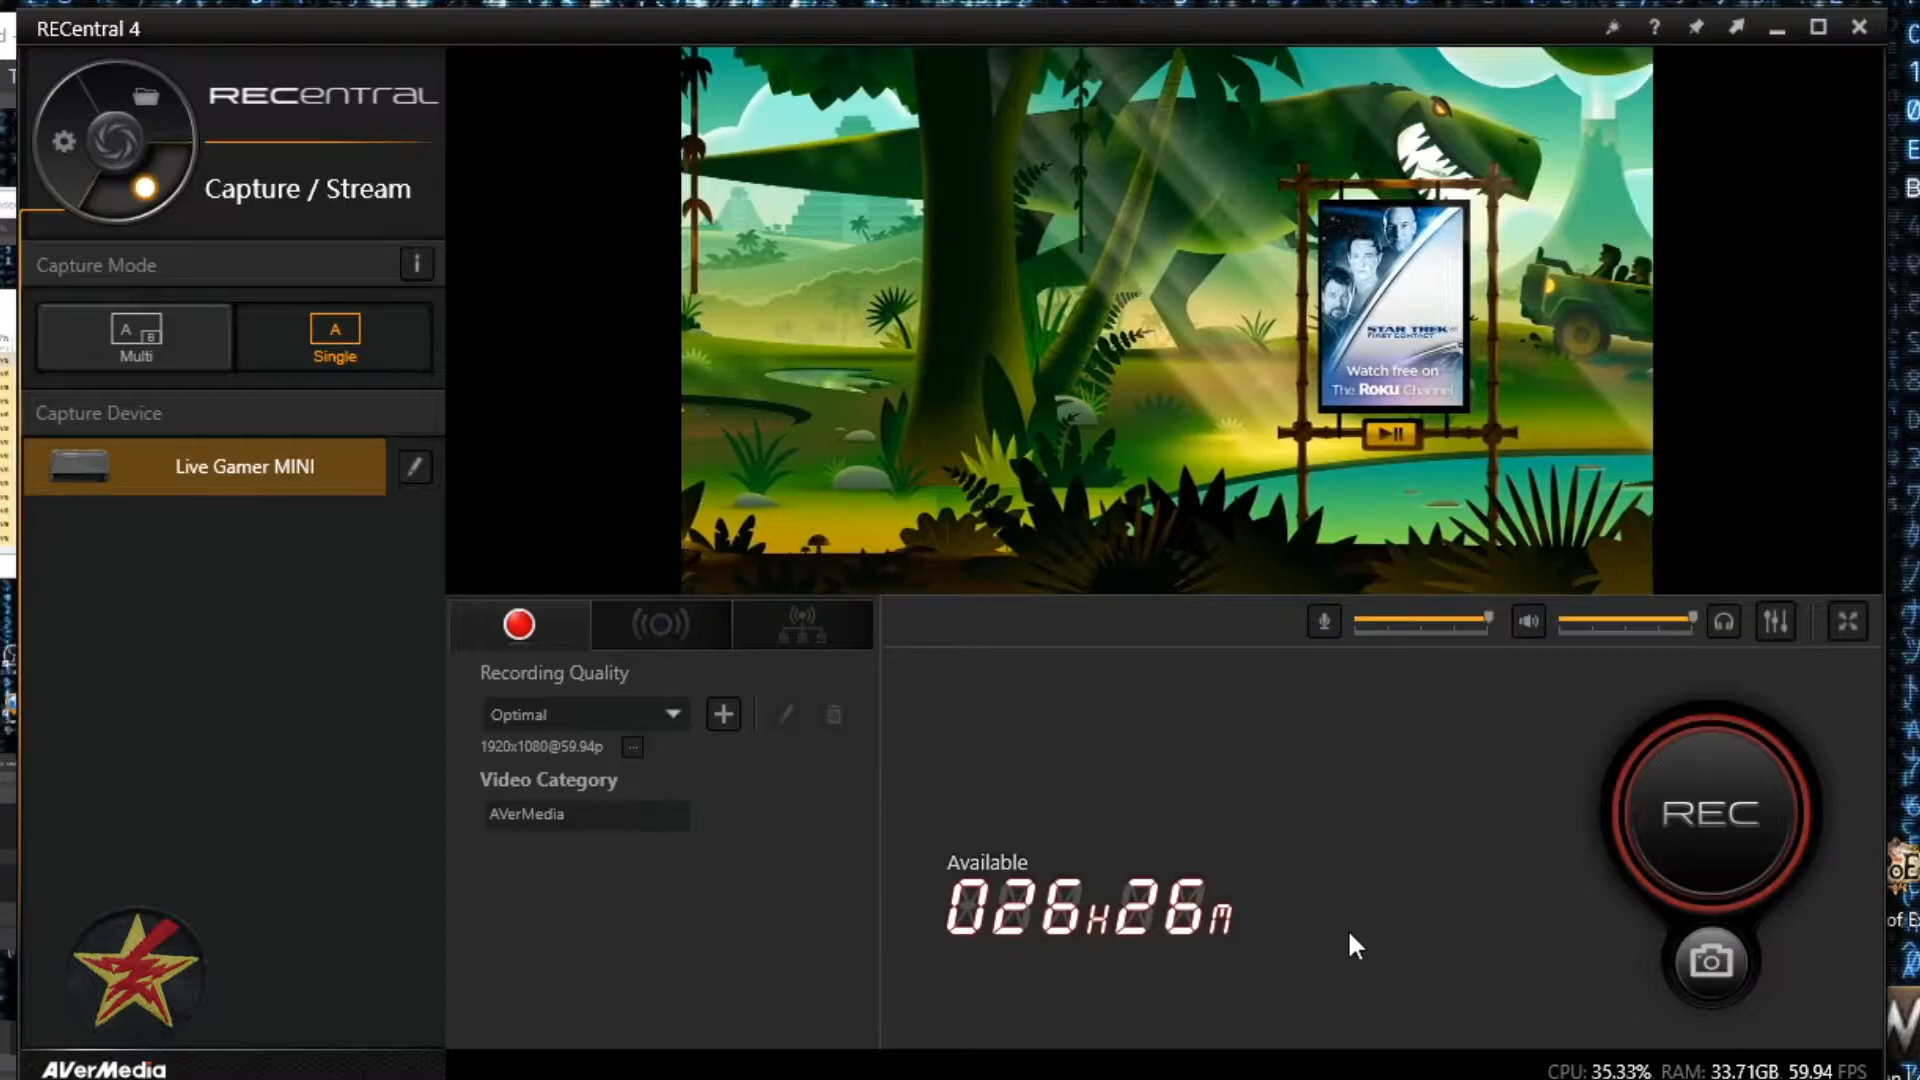 RECentral 4
RECentral
Capture / Stream
Capture Mode
i
A
B
Multi
A
Single
Capture Device
Live Gamer MINI
STAR TREK
FIRST CONTACT
Watch free on
The Roku Channel
Recording Quality
Optimal
1920x1080@59.94p
...
Video Category
AVerMedia
Available
026H26M
REC
AVerMedia
CPU: 35.33% RAM: 33.71GB 59.94 FPS
of E